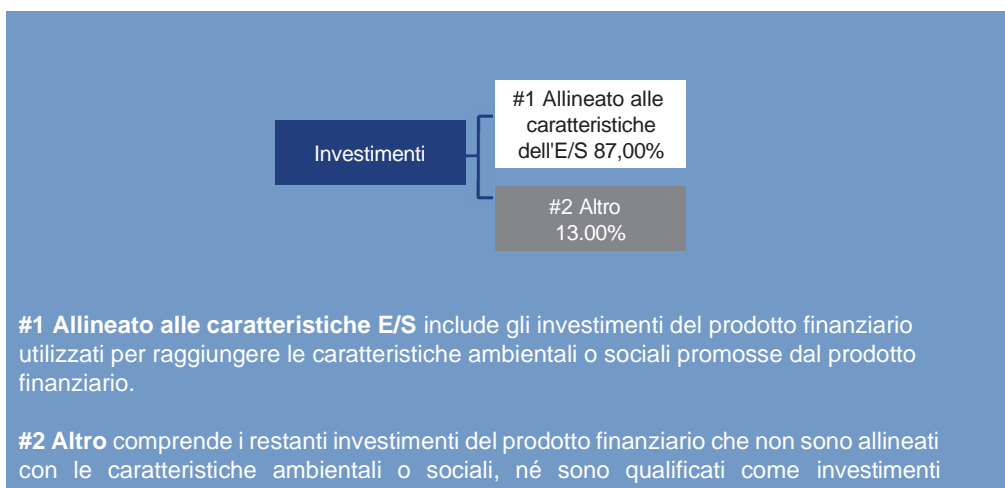 #1 Allineato alle
caratteristiche
dell'E/S 87,00%
Investimenti
#2 Altro
13.00%
#1 Allineato alle caratteristiche E/S include gli investimenti del prodotto finanziario
utilizzati per raggiungere le caratteristiche ambientali o sociali promosse dal prodotto
finanziario.
#2 Altro comprende i restanti investimenti del prodotto finanziario che non sono allineati
con le caratteristiche ambientali o sociali, né sono qualificati come investimenti